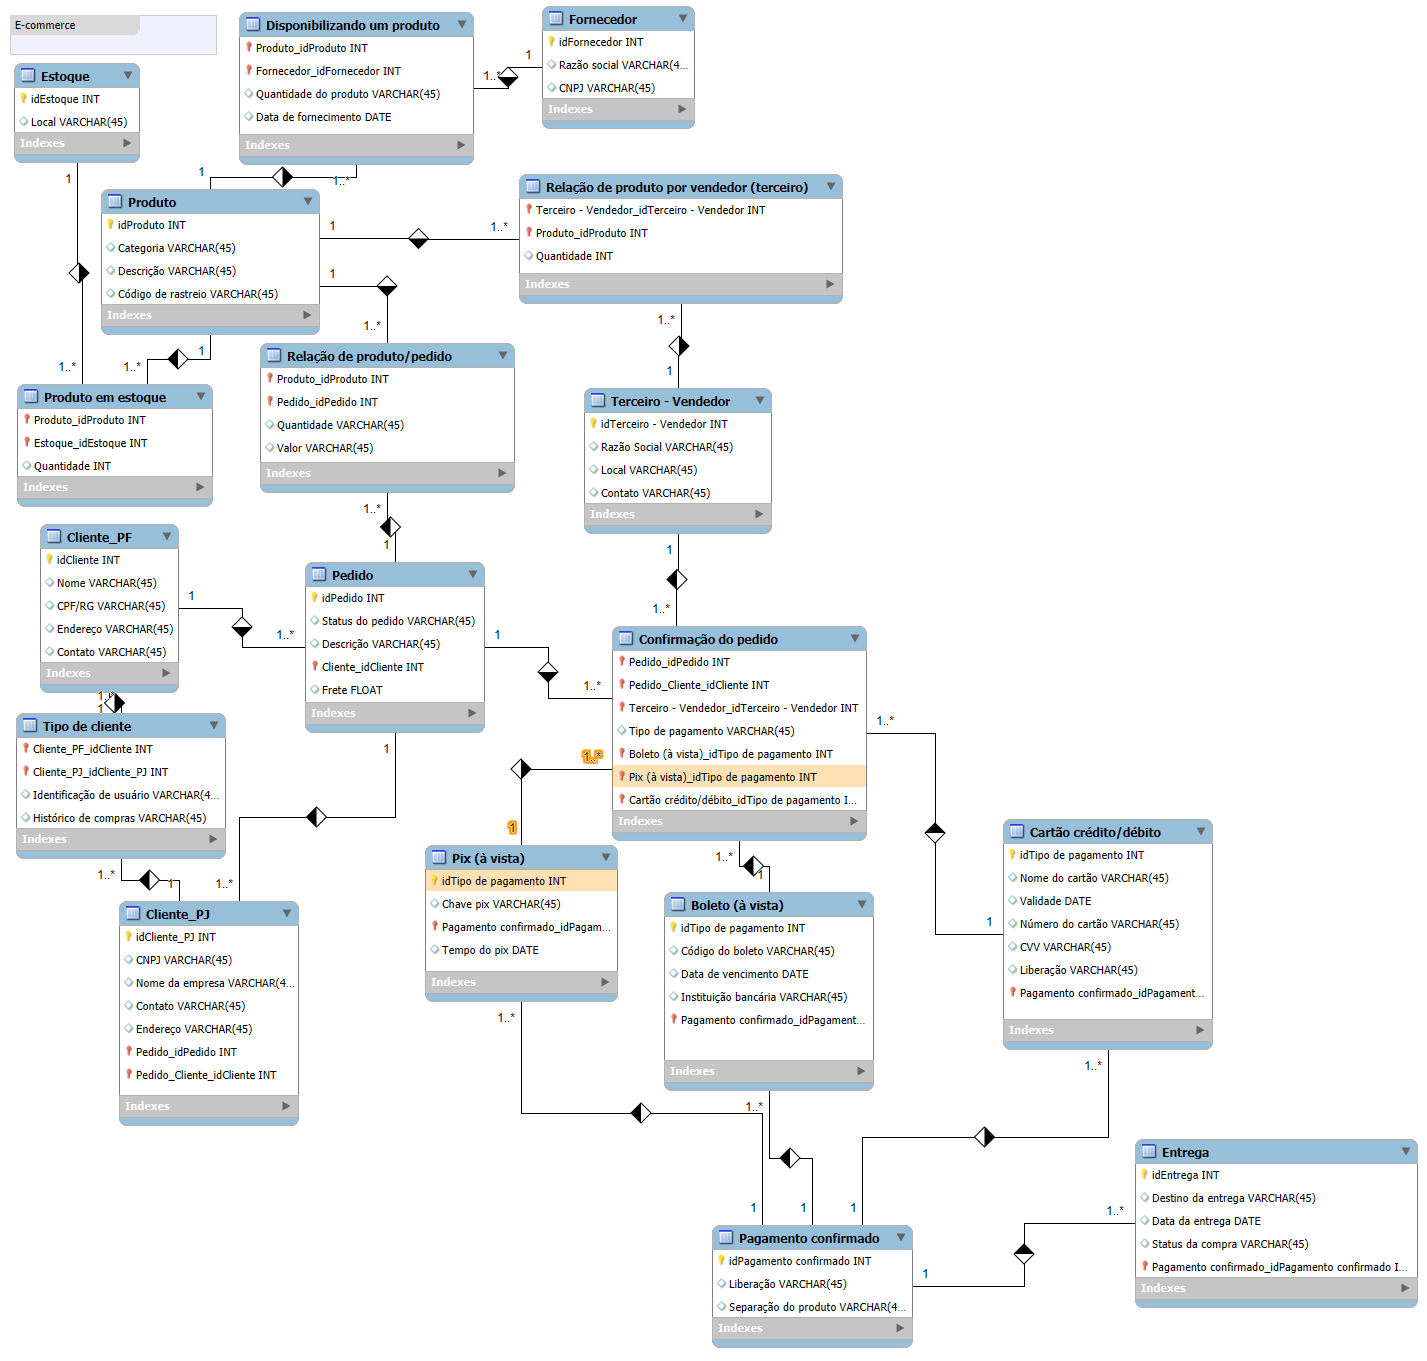 E-commerce
Estoque
idEstoque INT
Local VARCHAR(45)
Indexes
1
1..*
Disponibilizando um produto
Produto_idProduto INT
Fornecedor_idFornecedor INT
Quantidade do produto VARCHAR(45)
Data de fornecimento DATE
Indexes
1..*
1
Fornecedor
idFornecedor INT
Razão social VARCHAR(4...
CNPJ VARCHAR(45)
Indexes
1
1..*
Produto
idProduto INT
Categoria VARCHAR(45)
Descrição VARCHAR(45)
Código de rastreio VARCHAR(45)
Indexes
1
1..*
1
1..*
1
1..*
Relação de produto por vendedor (terceiro)
Terceiro - Vendedor_idTerceiro - Vendedor INT
Produto_idProduto INT
Quantidade INT
Indexes
1..*
1
Relação de produto/pedido
Produto_idProduto INT
Pedido_idPedido INT
Quantidade VARCHAR(45)
Valor VARCHAR(45)
Indexes
1..*
1
Produto em estoque
Produto_idProduto INT
Estoque_idEstoque INT
Quantidade INT
Indexes
Terceiro - Vendedor
idTerceiro - Vendedor INT
Razão Social VARCHAR(45)
Local VARCHAR(45)
Contato VARCHAR(45)
Indexes
1
1..*
Cliente_PF
idCliente INT
Nome VARCHAR(45)
CPF/RG VARCHAR(45)
Endereço VARCHAR(45)
Contato VARCHAR(45)
Indexes
1
1..*
1..*
1
Pedido
idPedido INT
Status do pedido VARCHAR(45)
Descrição VARCHAR(45)
Cliente_idCliente INT
Frete FLOAT
Indexes
1
1..*
1
1..*
Confirmação do pedido
Pedido_idPedido INT
Pedido_Cliente_idCliente INT
Terceiro - Vendedor_idTerceiro - Vendedor INT
Tipo de pagamento VARCHAR(45)
Boleto (à vista)_idTipo de pagamento INT
Pix (à vista)_idTipo de pagamento INT
Cartão crédito/débito_idTipo de pagamento I...
Indexes
1..*
1
1..*
1
1..*
1
Tipo de cliente
Cliente_PF_idCliente INT
Cliente_PJ_idCliente_PJ INT
Identificação de usuário VARCHAR(4...
Histórico de compras VARCHAR(45)
Indexes
1..*
1
Cliente_PJ
idCliente_PJ INT
CNPJ VARCHAR(45)
Nome da empresa VARCHAR(4...
Contato VARCHAR(45)
Endereço VARCHAR(45)
Pedido_idPedido INT
Pedido_Cliente_idCliente INT
Indexes
Pix (à vista)
idTipo de pagamento INT
Chave pix VARCHAR(45)
Pagamento confirmado_idPagam...
Tempo do pix DATE
Indexes
1..*
1
Boleto (à vista)
idTipo de pagamento INT
Código do boleto VARCHAR(45)
Data de vencimento DATE
Instituição bancária VARCHAR(45)
Pagamento confirmado_idPagament...
Indexes
1..*
1
Cartão crédito/débito
idTipo de pagamento INT
Nome do cartão VARCHAR(45)
Validade DATE
Número do cartão VARCHAR(45)
CVV VARCHAR(45)
Liberação VARCHAR(45)
Pagamento confirmado_idPagament...
Indexes
1..*
1
Pagamento confirmado
idPagamento confirmado INT
Liberação VARCHAR(45)
Separação do produto VARCHAR(4...
Indexes
1
1..*
Entrega
idEntrega INT
Destino da entrega VARCHAR(45)
Data da entrega DATE
Status da compra VARCHAR(45)
Pagamento confirmado_idPagamento confirmado I...
Indexes